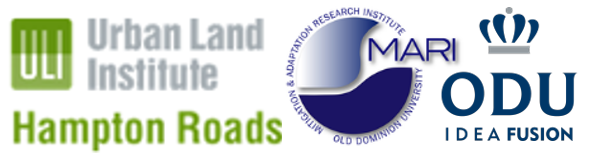 ULI
Urban Land
Institute
Hampton Roads
MITIGATION & ADAPTATION RESEARCH INSTITUTE
MARI
OLD DOMINION UNIVERSITY
ODU
IDEA FUSION